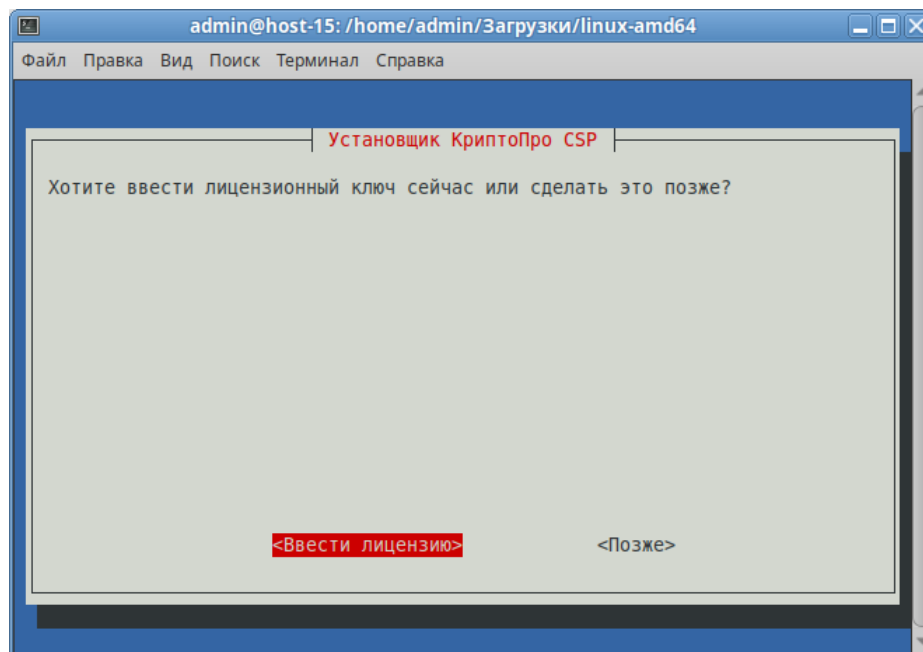 admin@host-15: /home/admin/Загрузки/linux-amd64
Файл Правка Вид Поиск Терминал Справка
Установщик КриптоПро CSP
Хотите ввести лицензионный ключ сейчас или сделать это позже?
<Ввести лицензию> <Позже>